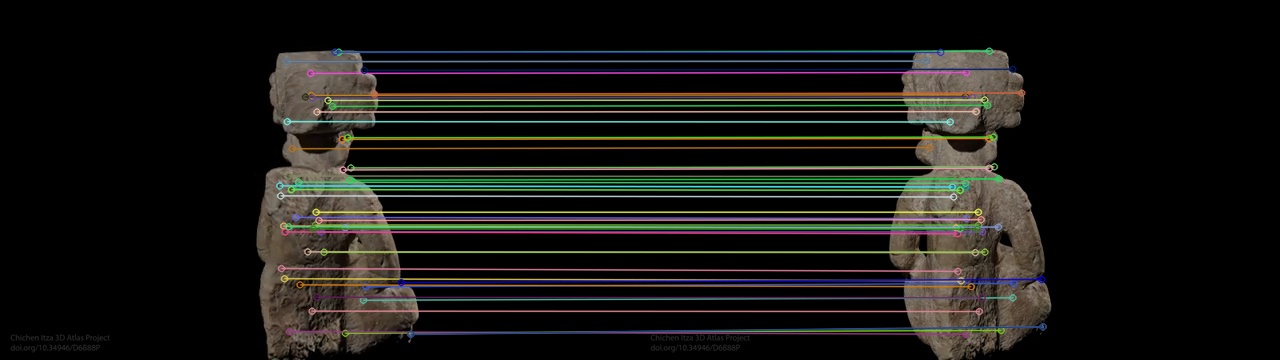 Chichen Itza 3D Atlas Project
doi.org/10.34946/D6B88P
Chichen Itza 3D Atlas Project
doi.org/10.34946/D6B88P